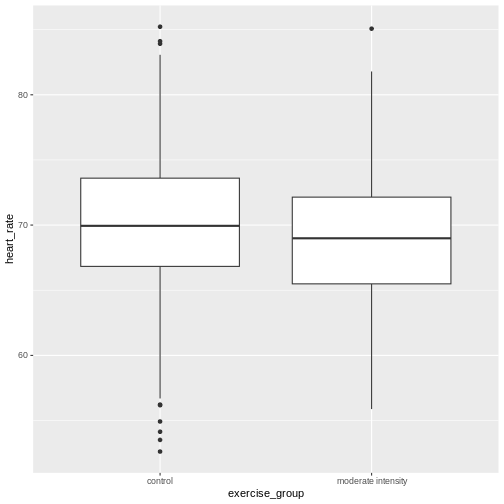 heart_rate
80
70
60
control
moderate intensity
exercise_group